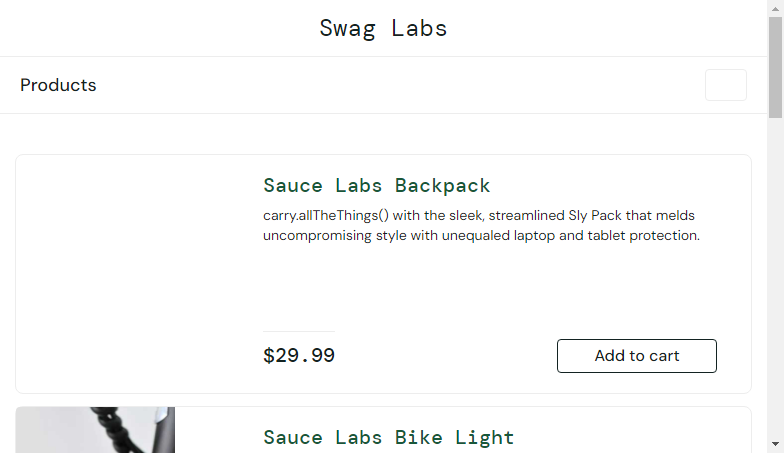 Swag Labs
Products
Sauce Labs Backpack
carry.allTheThings() with the sleek, streamlined Sly Pack that melds
uncompromising style with unequaled laptop and tablet protection.
$29.99
Add to cart
Sauce Labs Bike Light